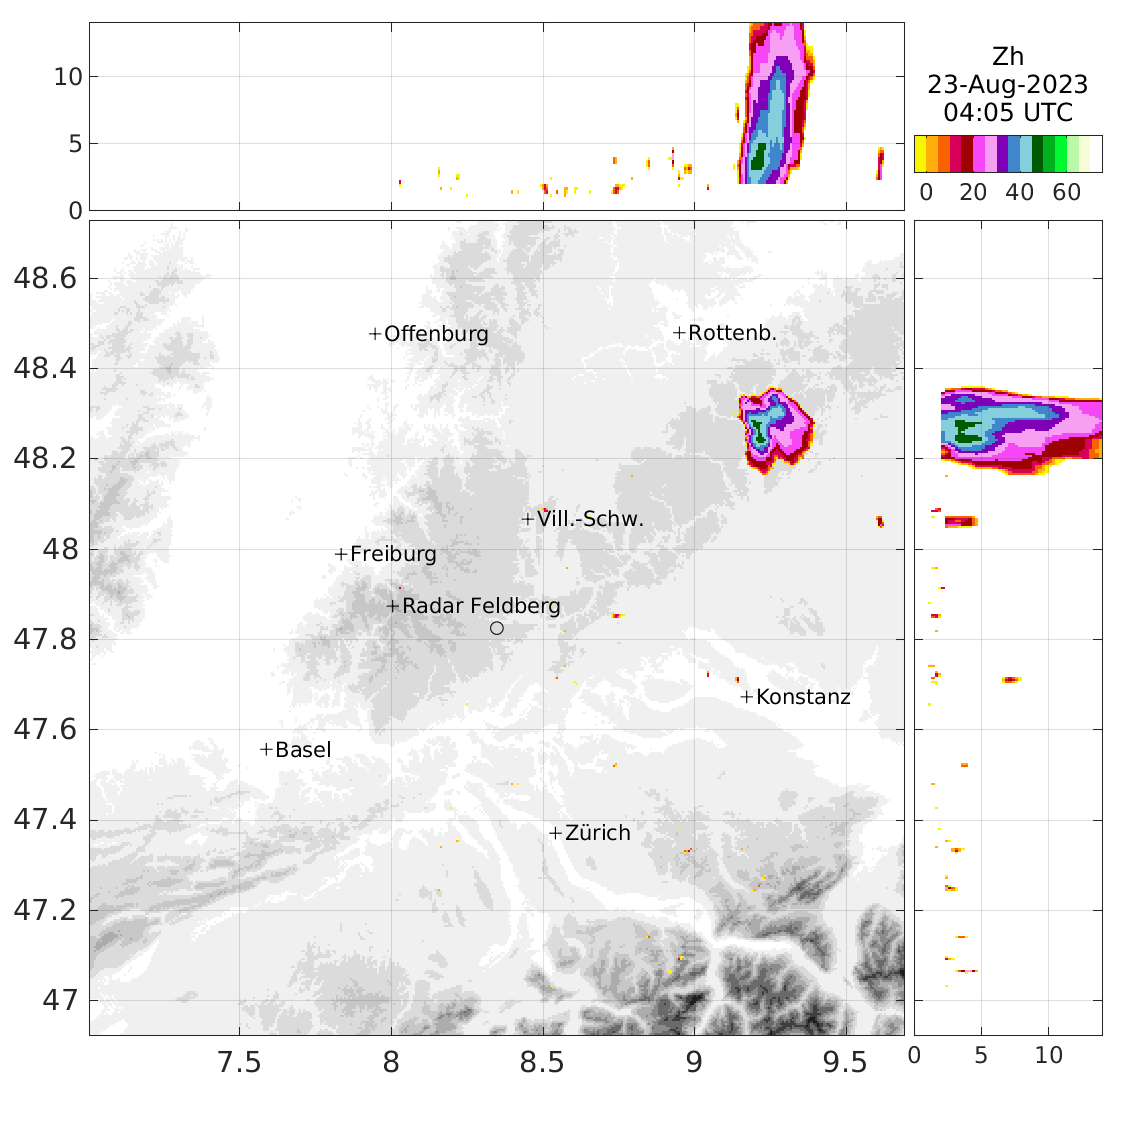 10
5
0
Zh
23-Aug-2023
04:05 UTC
0 20 40 60
48.6
48.4
48.2
48
47.8
47.6
47.4
47.2
47
Offenburg
Rottenb.
Vill.-Schw.
Freiburg
Radar Feldberg
Konstanz
Basel
Zürich
7.5 8 8.5 9 9.5
0 5 10